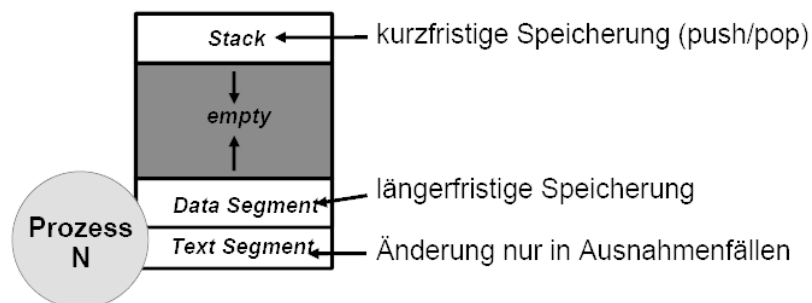 Stack
kurzfristige Speicherung (push/pop)
empty
Data Segment
längerfristige Speicherung
Prozess
N
Text Segment
Änderung nur in Ausnahmenfällen